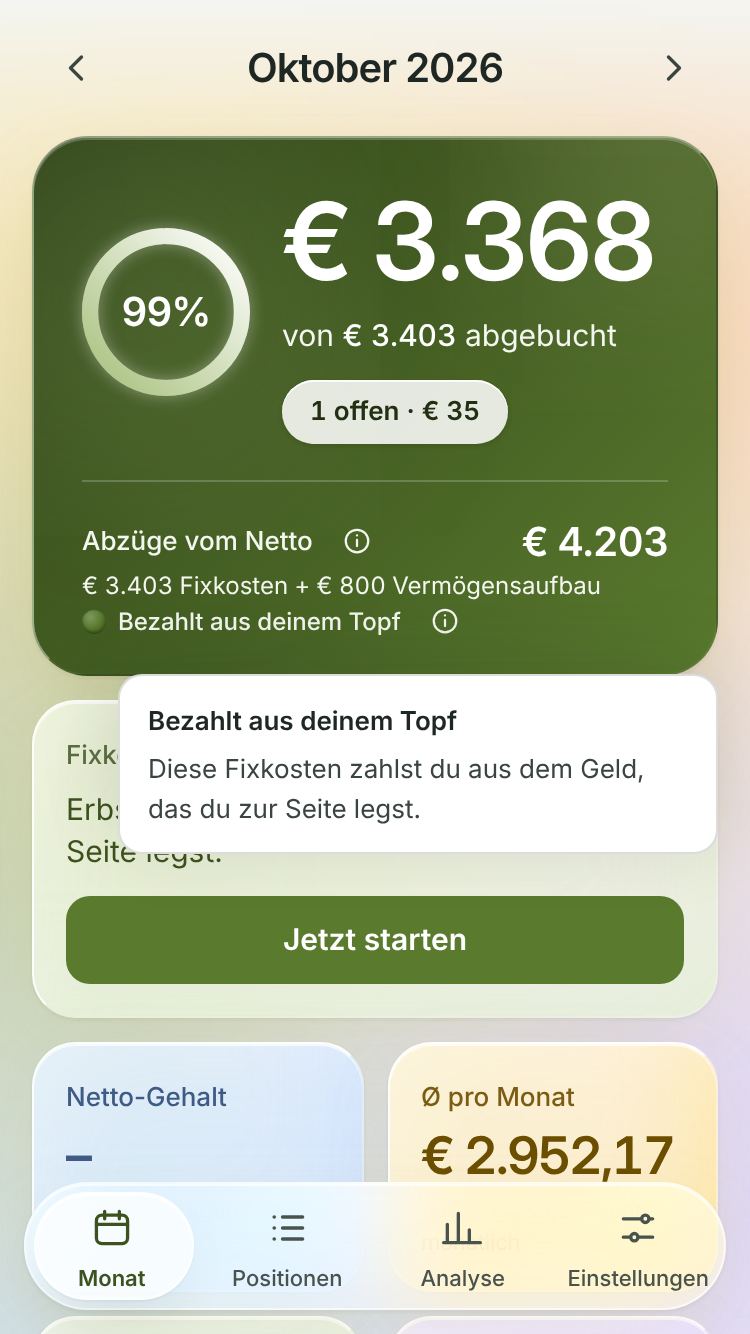 Oktober 2026
99%
€ 3.368
von € 3.403 abgebucht
1 offen · € 35
Abzüge vom Netto
€ 4.203
€ 3.403 Fixkosten + € 800 Vermögensaufbau
Bezahlt aus deinem Topf
Bezahlt aus deinem Topf
Diese Fixkosten zahlst du aus dem Geld,
das du zur Seite legst.
Seite legst.
Jetzt starten
Netto-Gehalt
–
Ø pro Monat
€ 2.952,17
monatlich
Monat
Positionen
Analyse
Einstellungen